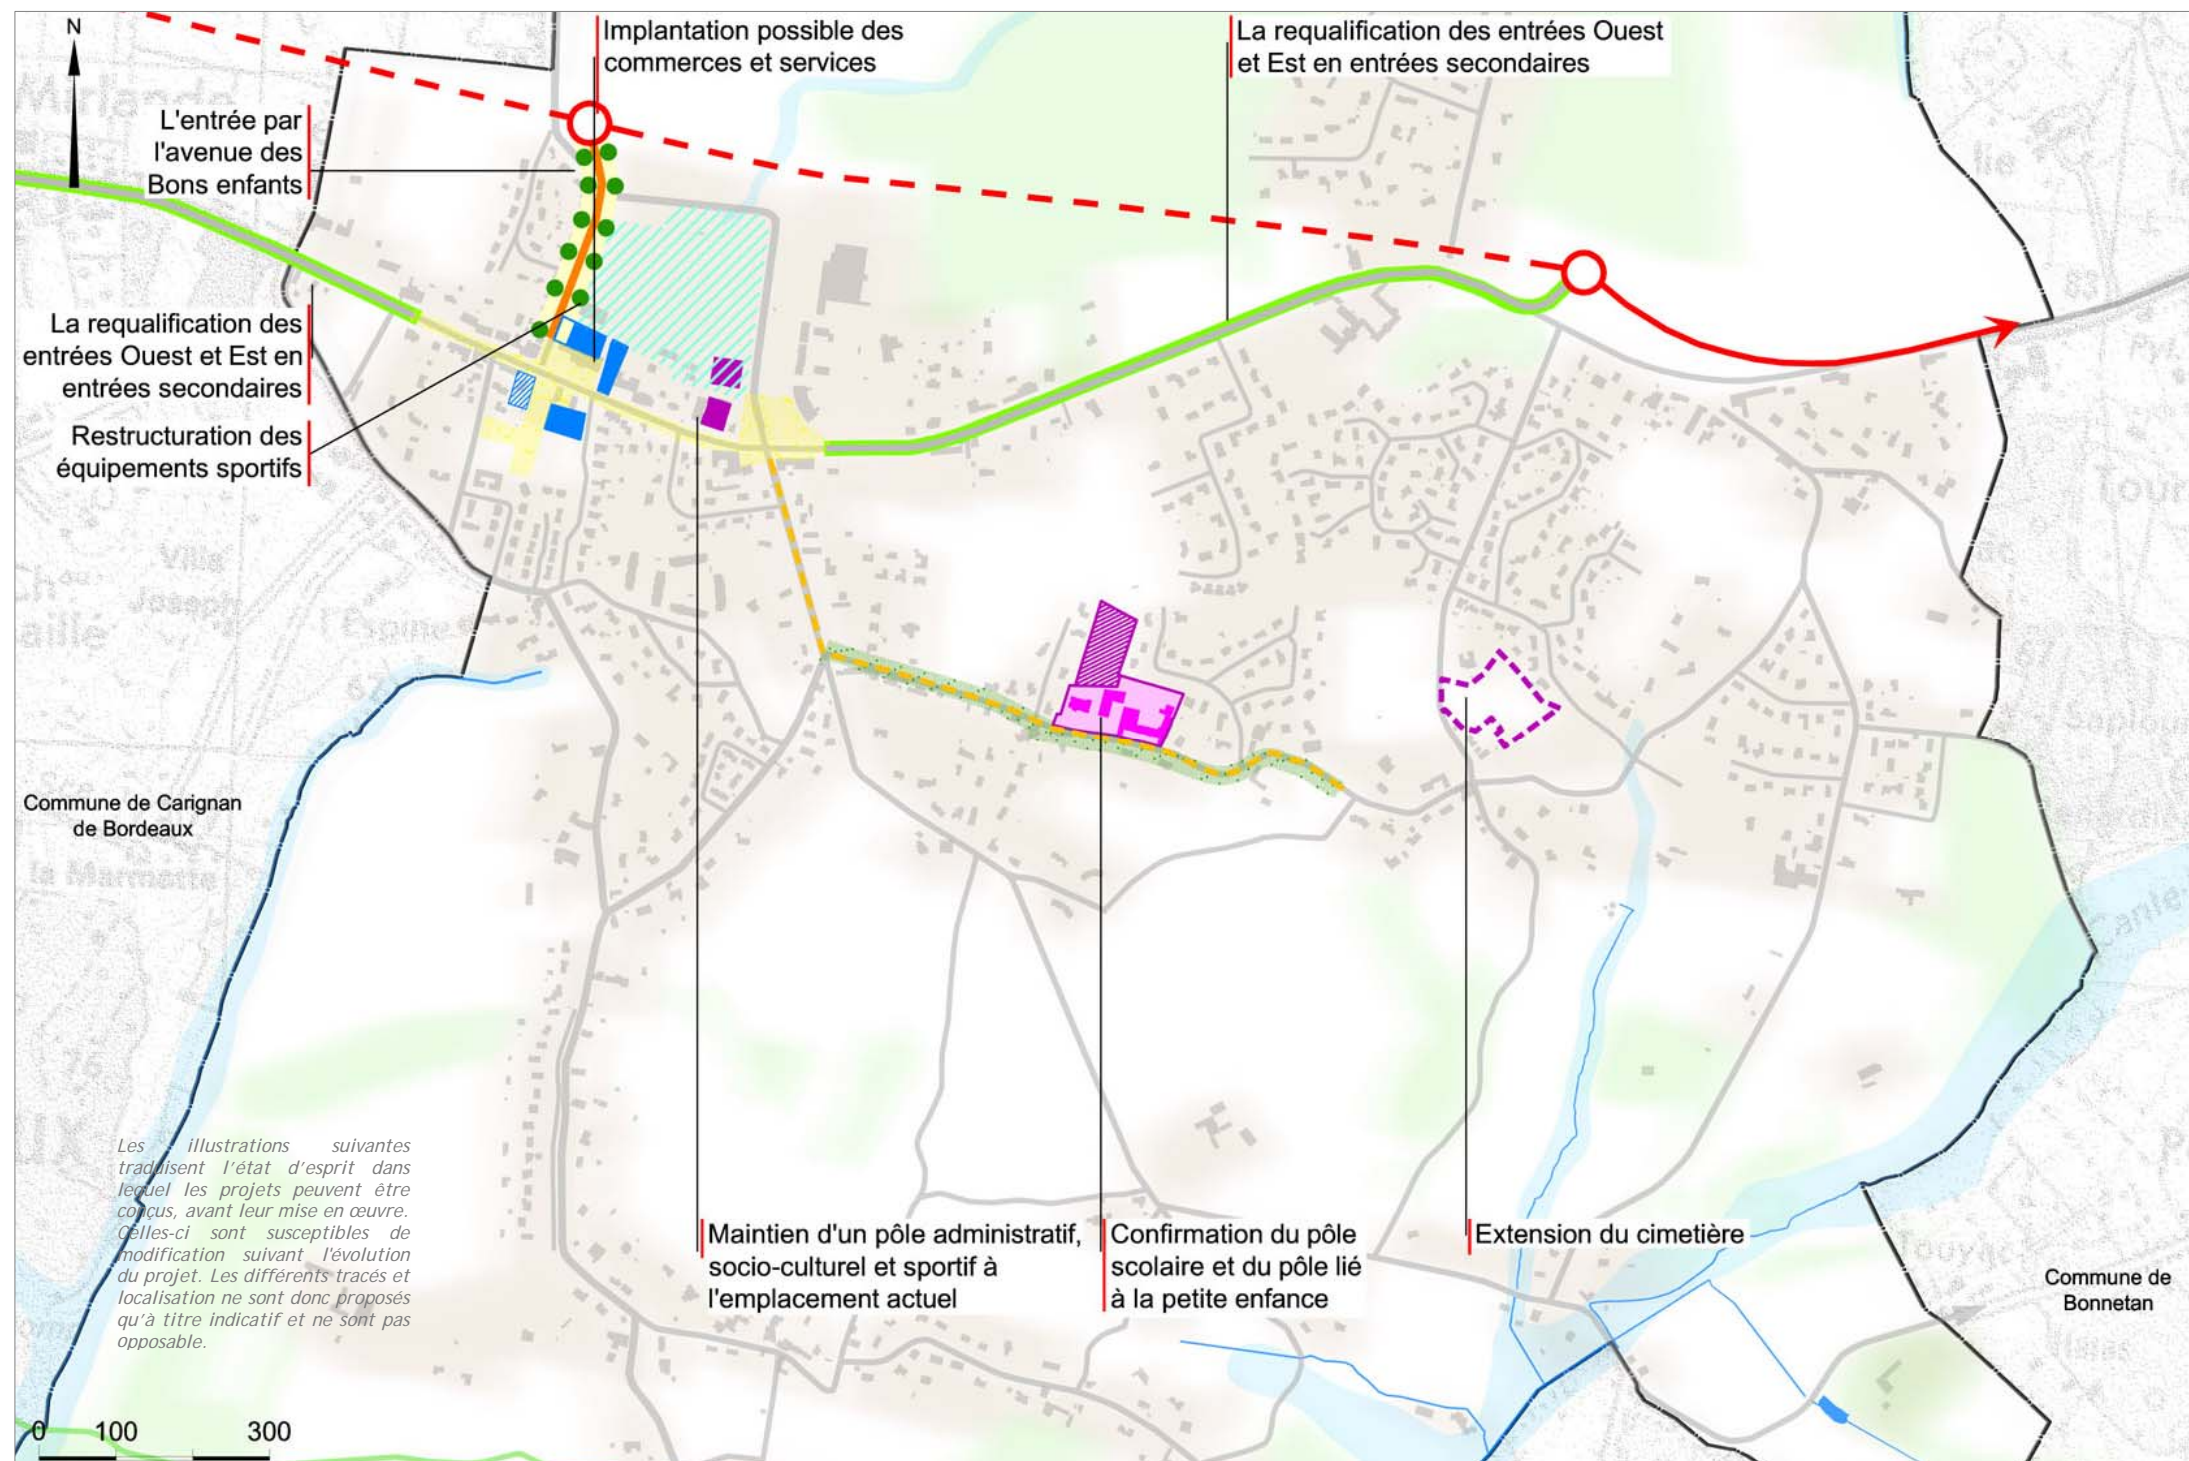 N
Implantation possible des
commerces et services
La requalification des entrées Ouest
et Est en entrées secondaires
L'entrée par
l'avenue des
Bons enfants
La requalification des
entrées Ouest et Est en
entrées secondaires
Restructuration des
équipements sportifs
Villa
Joseph
l'Espine
Commune de Carignan
de Bordeaux
la Marmatte
Les illustrations suivantes
traduisent l'état d'esprit dans
lequel les projets peuvent être
conçus, avant leur mise en œuvre.
Celles-ci sont susceptibles de
modification suivant l'évolution
du projet. Les différents tracés et
localisation ne sont donc proposés
qu'à titre indicatif et ne sont pas
opposable.
Maintien d'un pôle administratif,
socio-culturel et sportif à
l'emplacement actuel
Confirmation du pôle
scolaire et du pôle lié
à la petite enfance
Extension du cimetière
Commune de
Bonnetan
0 100 300